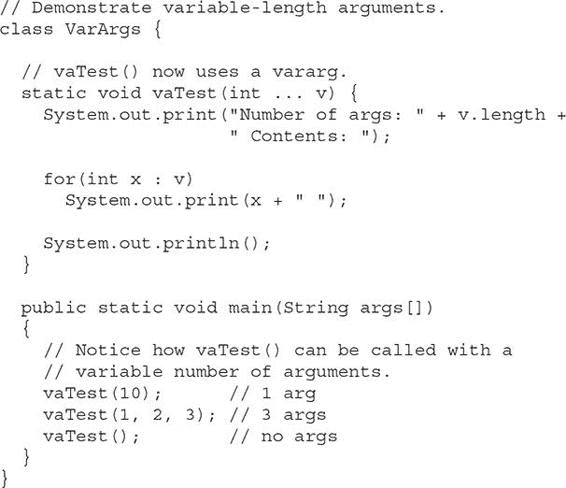 // Demonstrate variable-length arguments.
class VarArgs {
  // vaTest() now uses a vararg.
  static void vaTest(int ... v) {
    System.out.print("Number of args: " + v.length +
                     " Contents: ");
    for(int x : v)
      System.out.print(x + " ");
    System.out.println();
  }
  public static void main(String args[])
  {
    // Notice how vaTest() can be called with a
    // variable number of arguments.
    vaTest(10);      // 1 arg
    vaTest(1, 2, 3); // 3 args
    vaTest();        // no args
  }
}